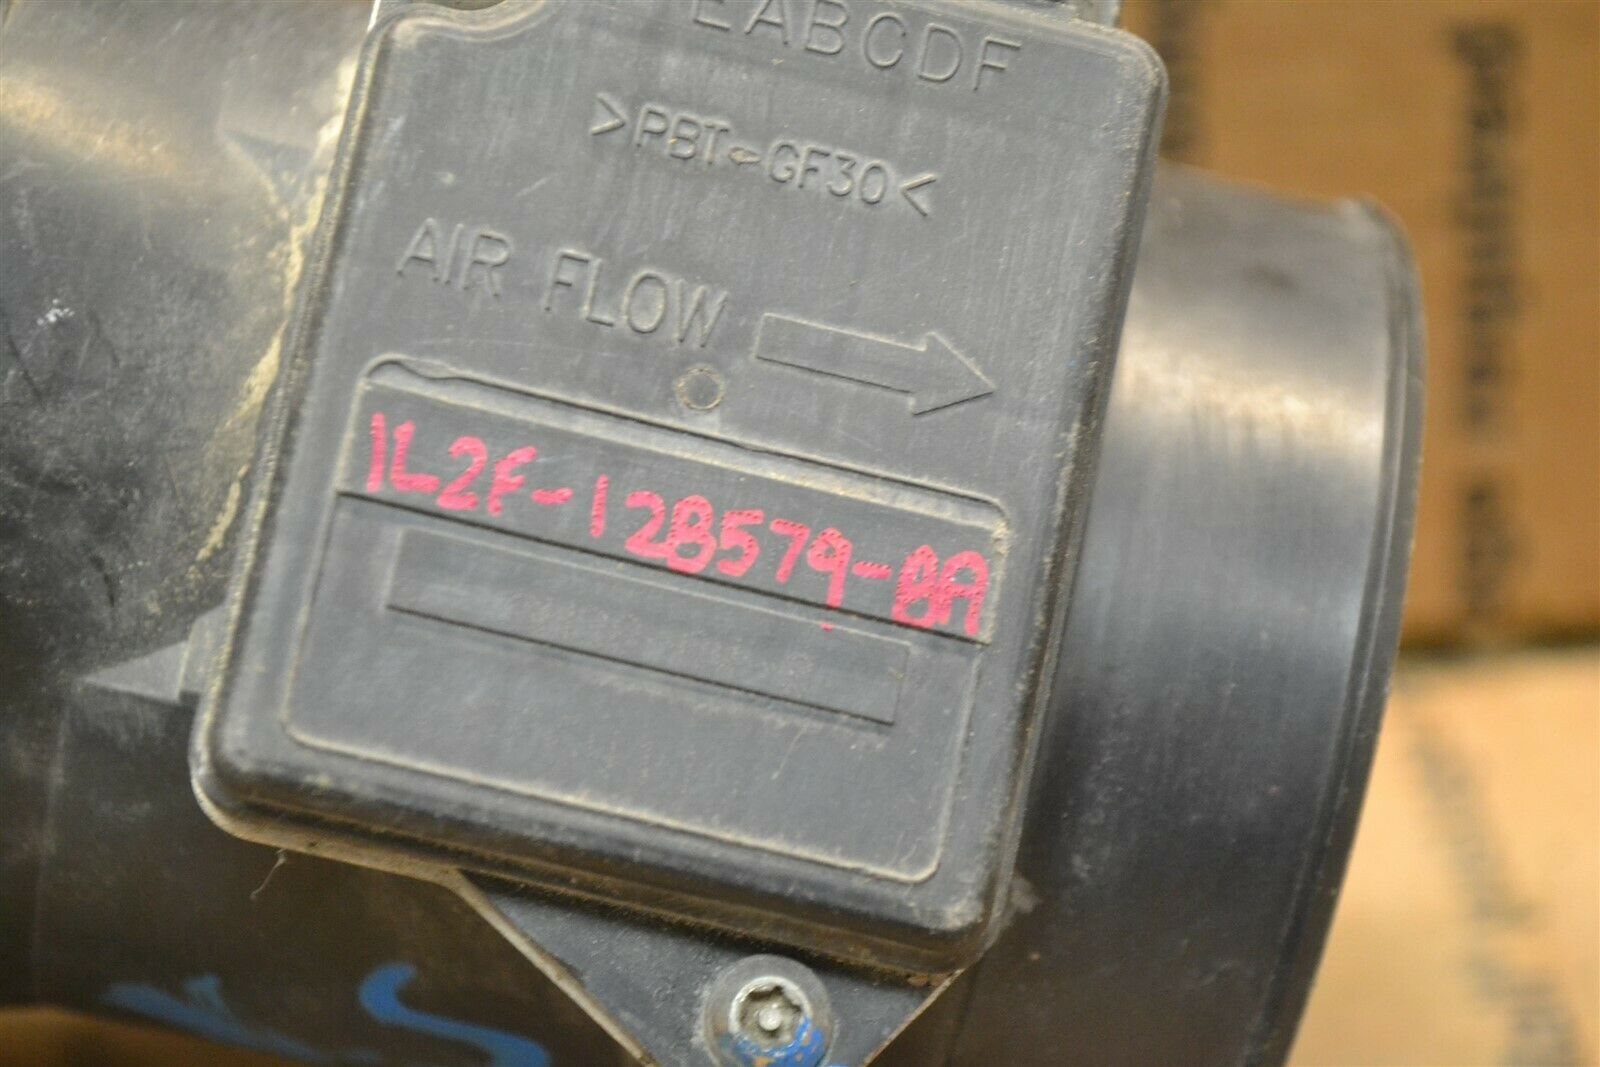 EABCDF
>PBT-GF30<
AIR FLOW
1L2F-12B579-BA